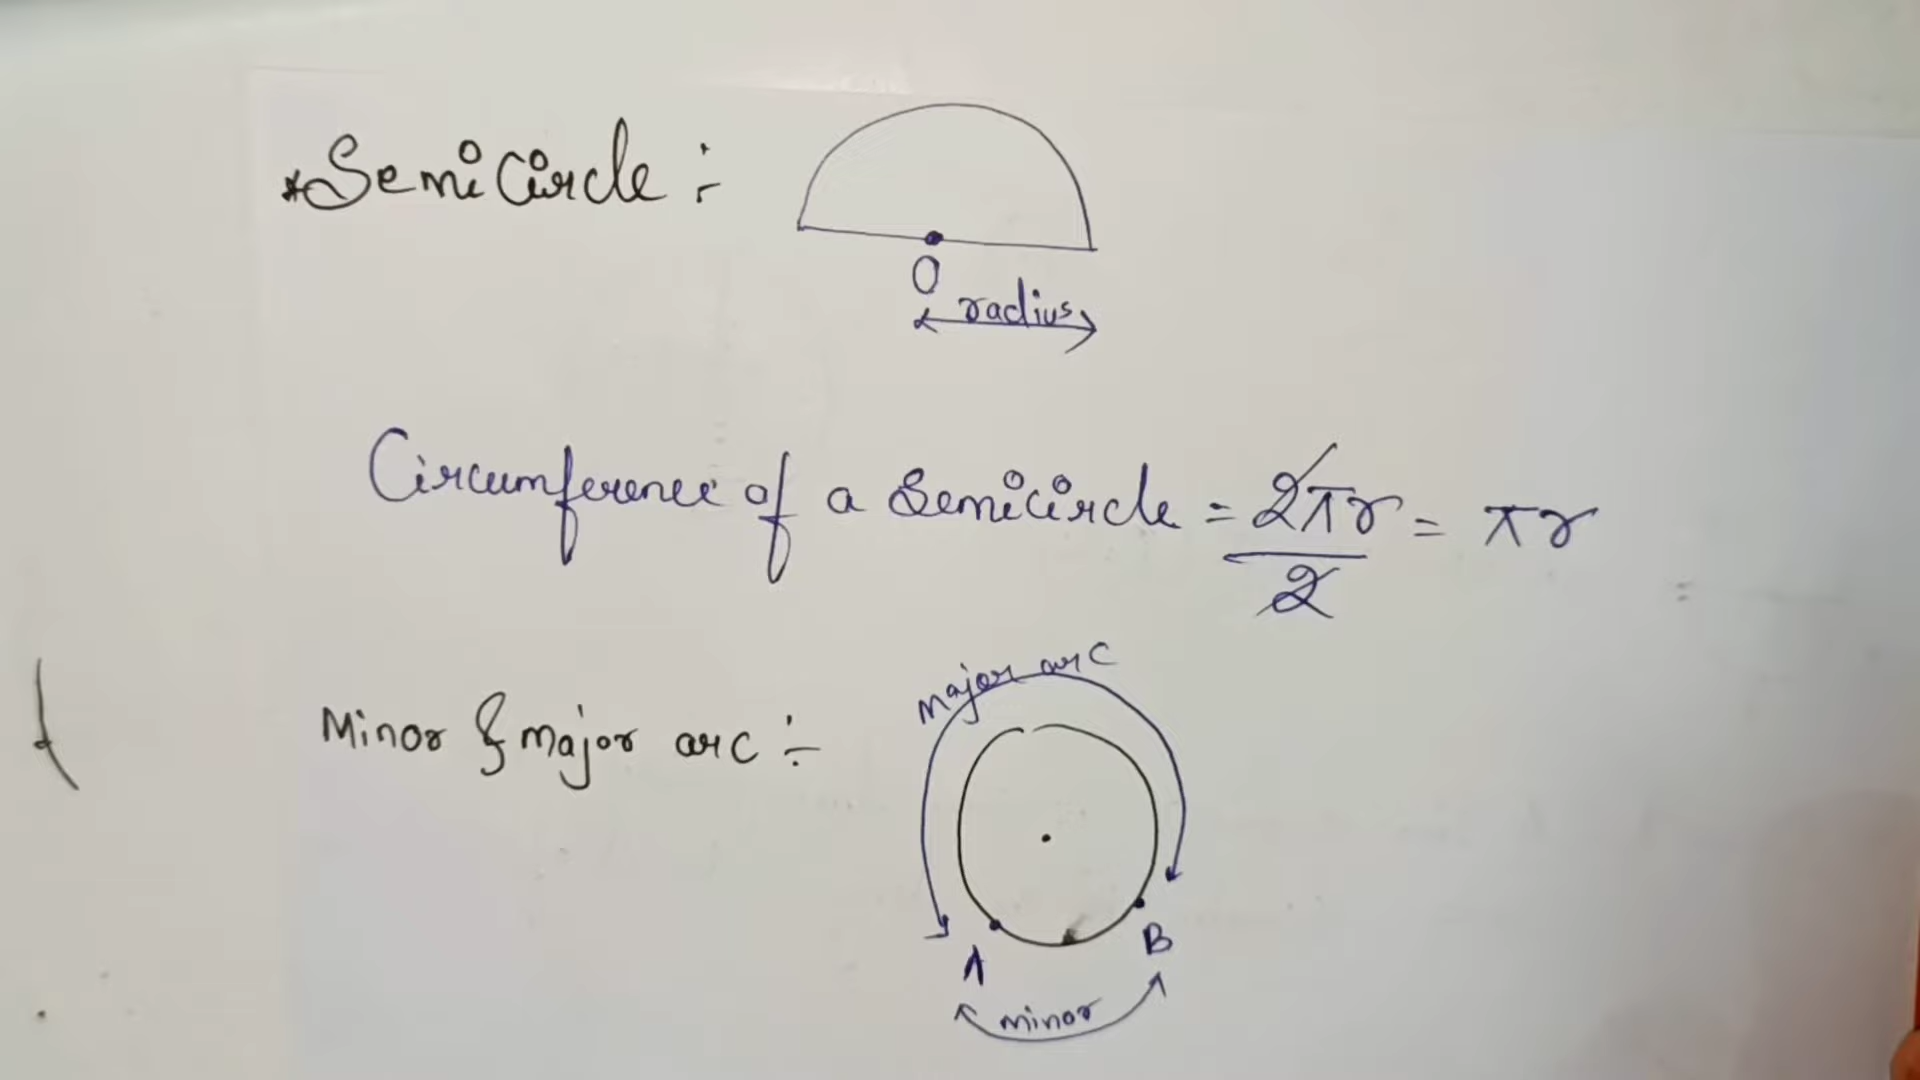 *Semicircle :-
O
radius
Circumference of a Semicircle = 2πr/2 = πr
Minor & major arc :-
major arc
A
B
minor